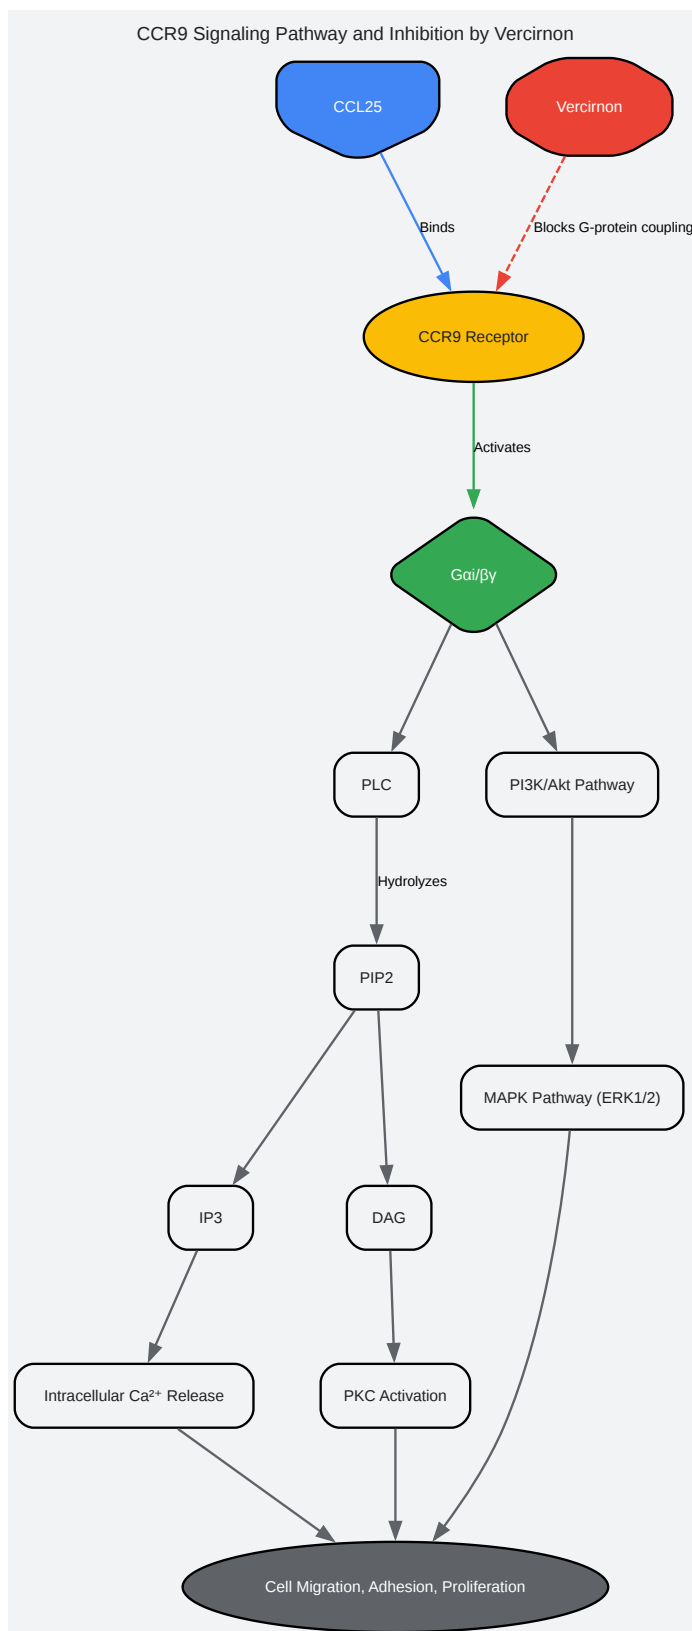 CCR9 Signaling Pathway and Inhibition by Vercirnon
CCL25
Vercirnon
Binds
Blocks G-protein coupling
CCR9 Receptor
Activates
Gαi/βγ
PLC
PI3K/Akt Pathway
Hydrolyzes
PIP2
MAPK Pathway (ERK1/2)
IP3
DAG
Intracellular Ca²⁺ Release
PKC Activation
Cell Migration, Adhesion, Proliferation